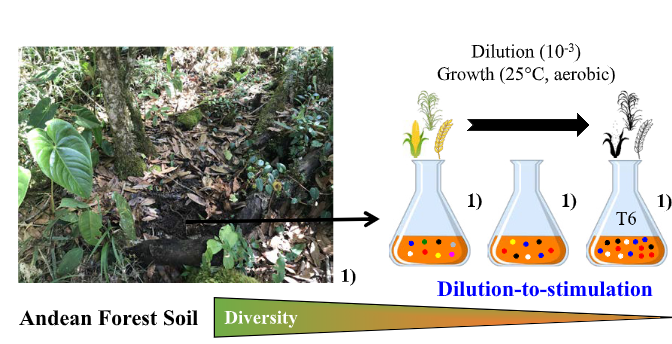 Dilution (10-3)
Growth (25°C, aerobic)
1)
1)
1)
T6
1)
Dilution-to-stimulation
Andean Forest Soil
Diversity